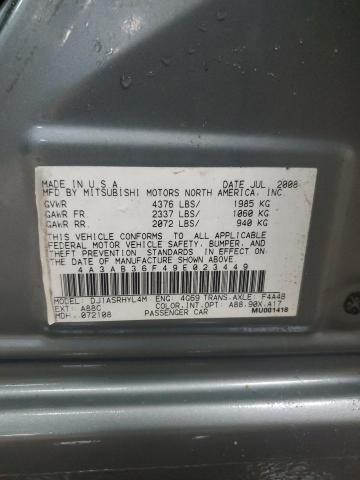 MADE IN U.S.A. DATE JUL 2008
MFD BY MITSUBISHI MOTORS NORTH AMERICA, INC.
GVWR 4376 LBS/ 1985 KG
GAWR FR. 2337 LBS/ 1060 KG
GAWR RR. 2072 LBS/ 940 KG
THIS VEHICLE CONFORMS TO ALL APPLICABLE
FEDERAL MOTOR VEHICLE SAFETY, BUMPER, AND
THEFT PREVENTION STANDARDS IN EFFECT ON
THE DATE OF MANUFACTURE SHOWN ABOVE.
4A3AB36F49E023449
MODEL: DJ1ASRHYL4M ENG: 4G69 TRANS.AXLE: F4A4B
EXT: A88C COLOR.INT.OPT: A88.90X.A17
MDH: 072108 PASSENGER CAR MU001418